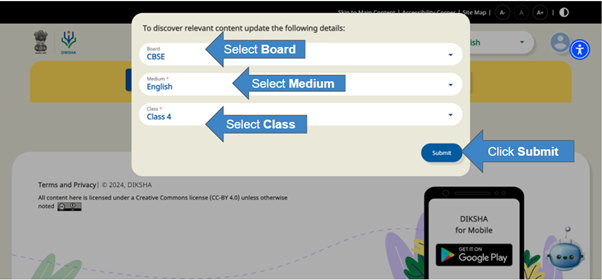 Skip to Main Content | Accessibility Corner | Site Map | A- A A+
To discover relevant content update the following details:
DIKSHA
Board
CBSE
Select Board
Medium *
English
Select Medium
Class *
Class 4
Select Class
Submit
Click Submit
Terms and Privacy| © 2024, DIKSHA
All content here is licensed under a Creative Commons license (CC-BY 4.0) unless otherwise
noted
DIKSHA
for Mobile
GET IT ON
Google Play